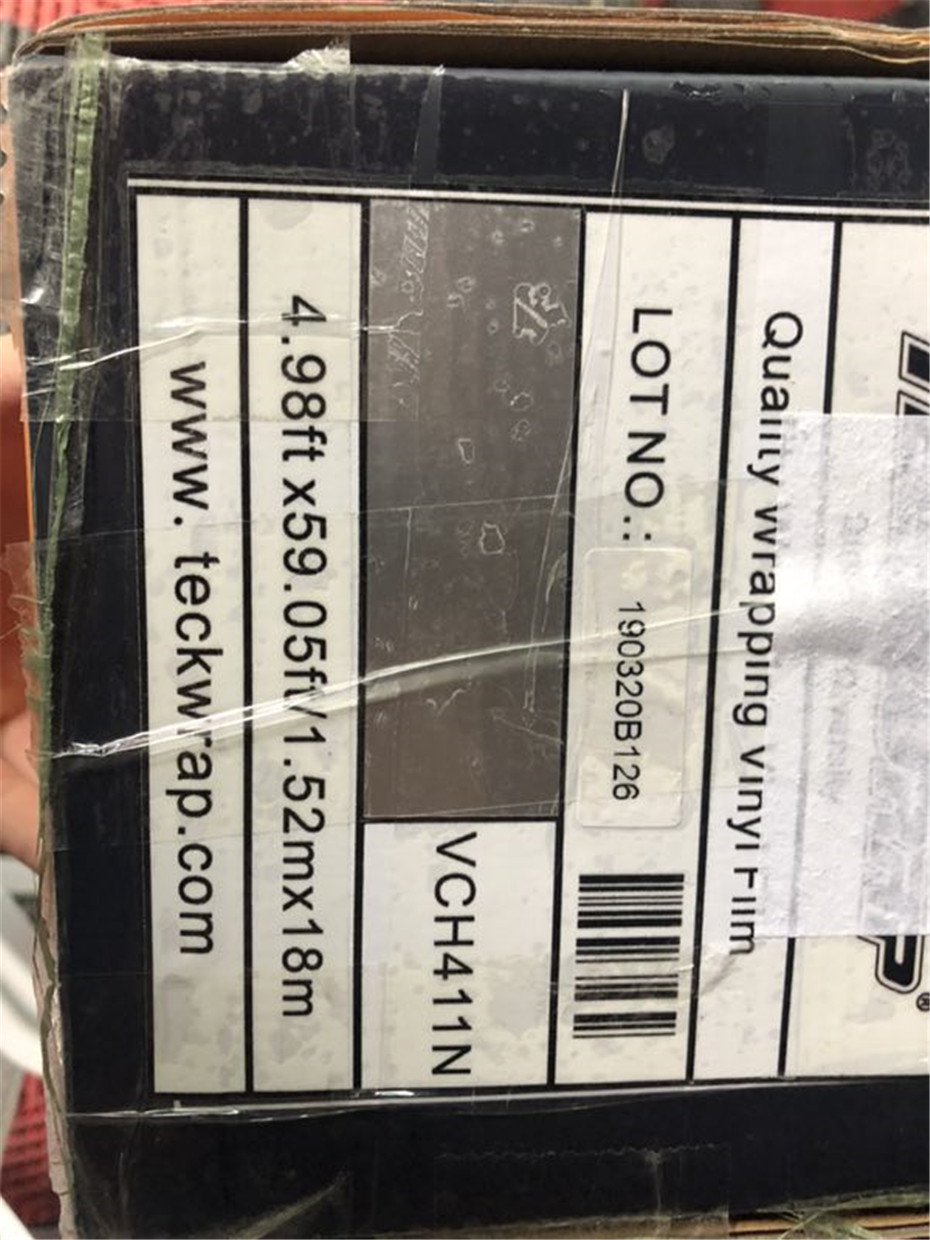 Quality wrapping vinyl Film
LOT NO.: 190320B126
VCH411N
4.98ft x59.05ft/1.52mx18m
www. teckwrap.com